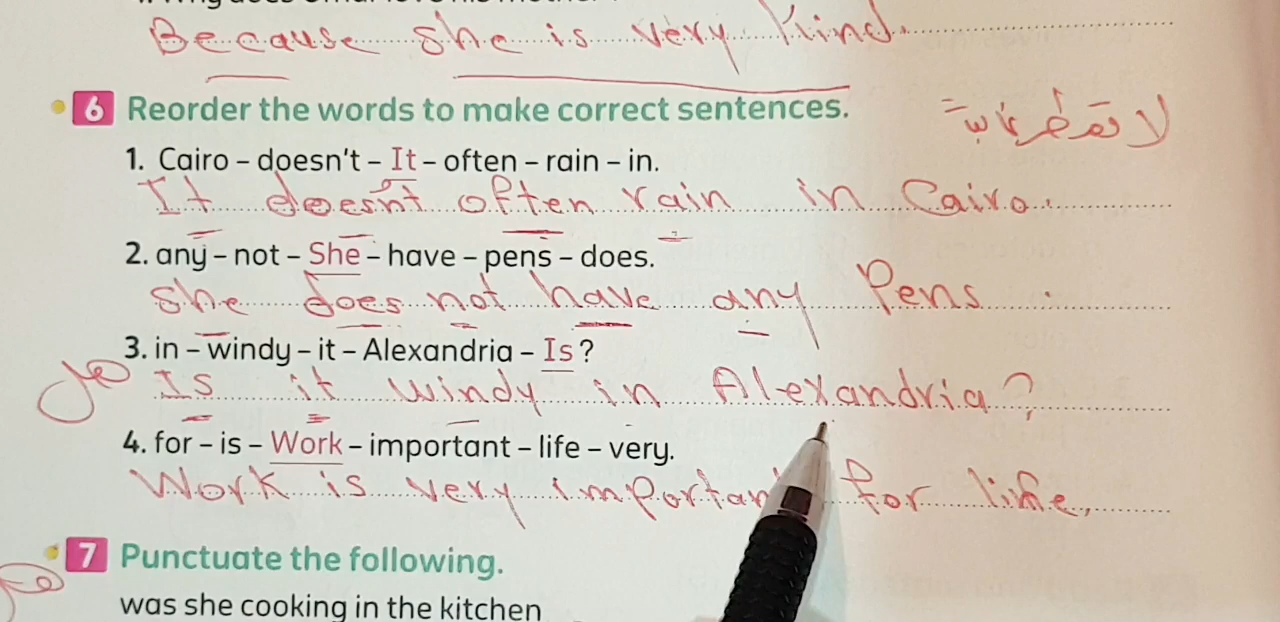 Because she is very kind.
6 Reorder the words to make correct sentences.
1. Cairo – doesn't – It – often – rain – in.
It doesn't often rain in Cairo.
2. any – not – She – have – pens – does.
She does not have any Pens.
3. in – windy – it – Alexandria – Is ?
Is it windy in Alexandria?
4. for – is – Work – important – life – very.
Work is very important for life.
7 Punctuate the following.
was she cooking in the kitchen